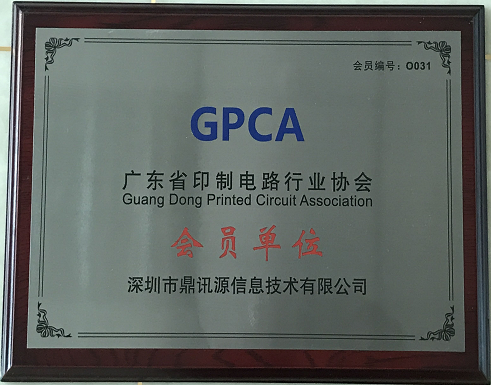 会员编号：O031
GPCA
广东省印制电路行业协会
Guang Dong Printed Circuit Association
会员单位
深圳市鼎讯源信息技术有限公司